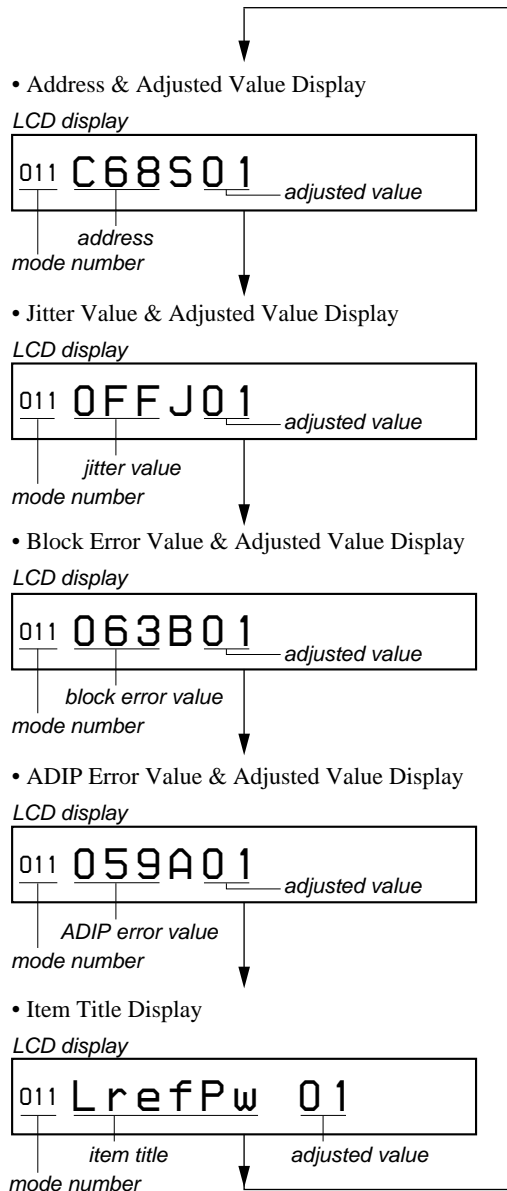 • Address & Adjusted Value Display
LCD display
011 C68S01
adjusted value
address
mode number
• Jitter Value & Adjusted Value Display
LCD display
011 0FFJ01
adjusted value
jitter value
mode number
• Block Error Value & Adjusted Value Display
LCD display
011 063B01
adjusted value
block error value
mode number
• ADIP Error Value & Adjusted Value Display
LCD display
011 059A01
adjusted value
ADIP error value
mode number
• Item Title Display
LCD display
011 LrefPw 01
item title adjusted value
mode number